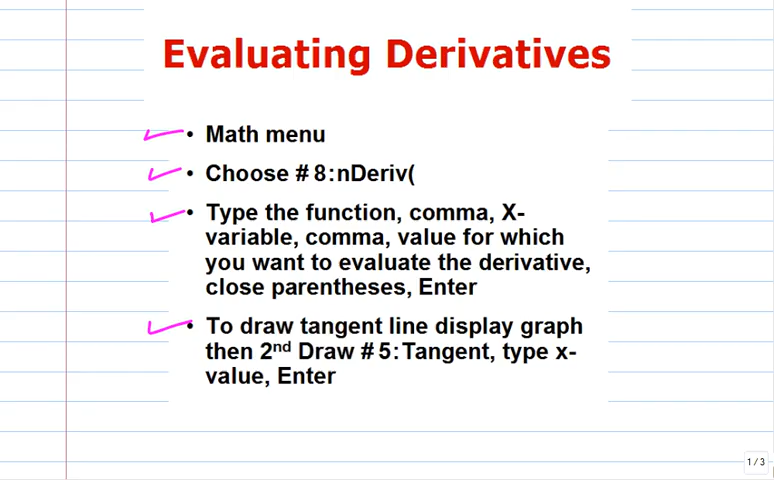 Evaluating Derivatives
• Math menu
• Choose # 8:nDeriv(
• Type the function, comma, X-
variable, comma, value for which
you want to evaluate the derivative,
close parentheses, Enter
• To draw tangent line display graph
then 2nd Draw # 5:Tangent, type x-
value, Enter
1 / 3